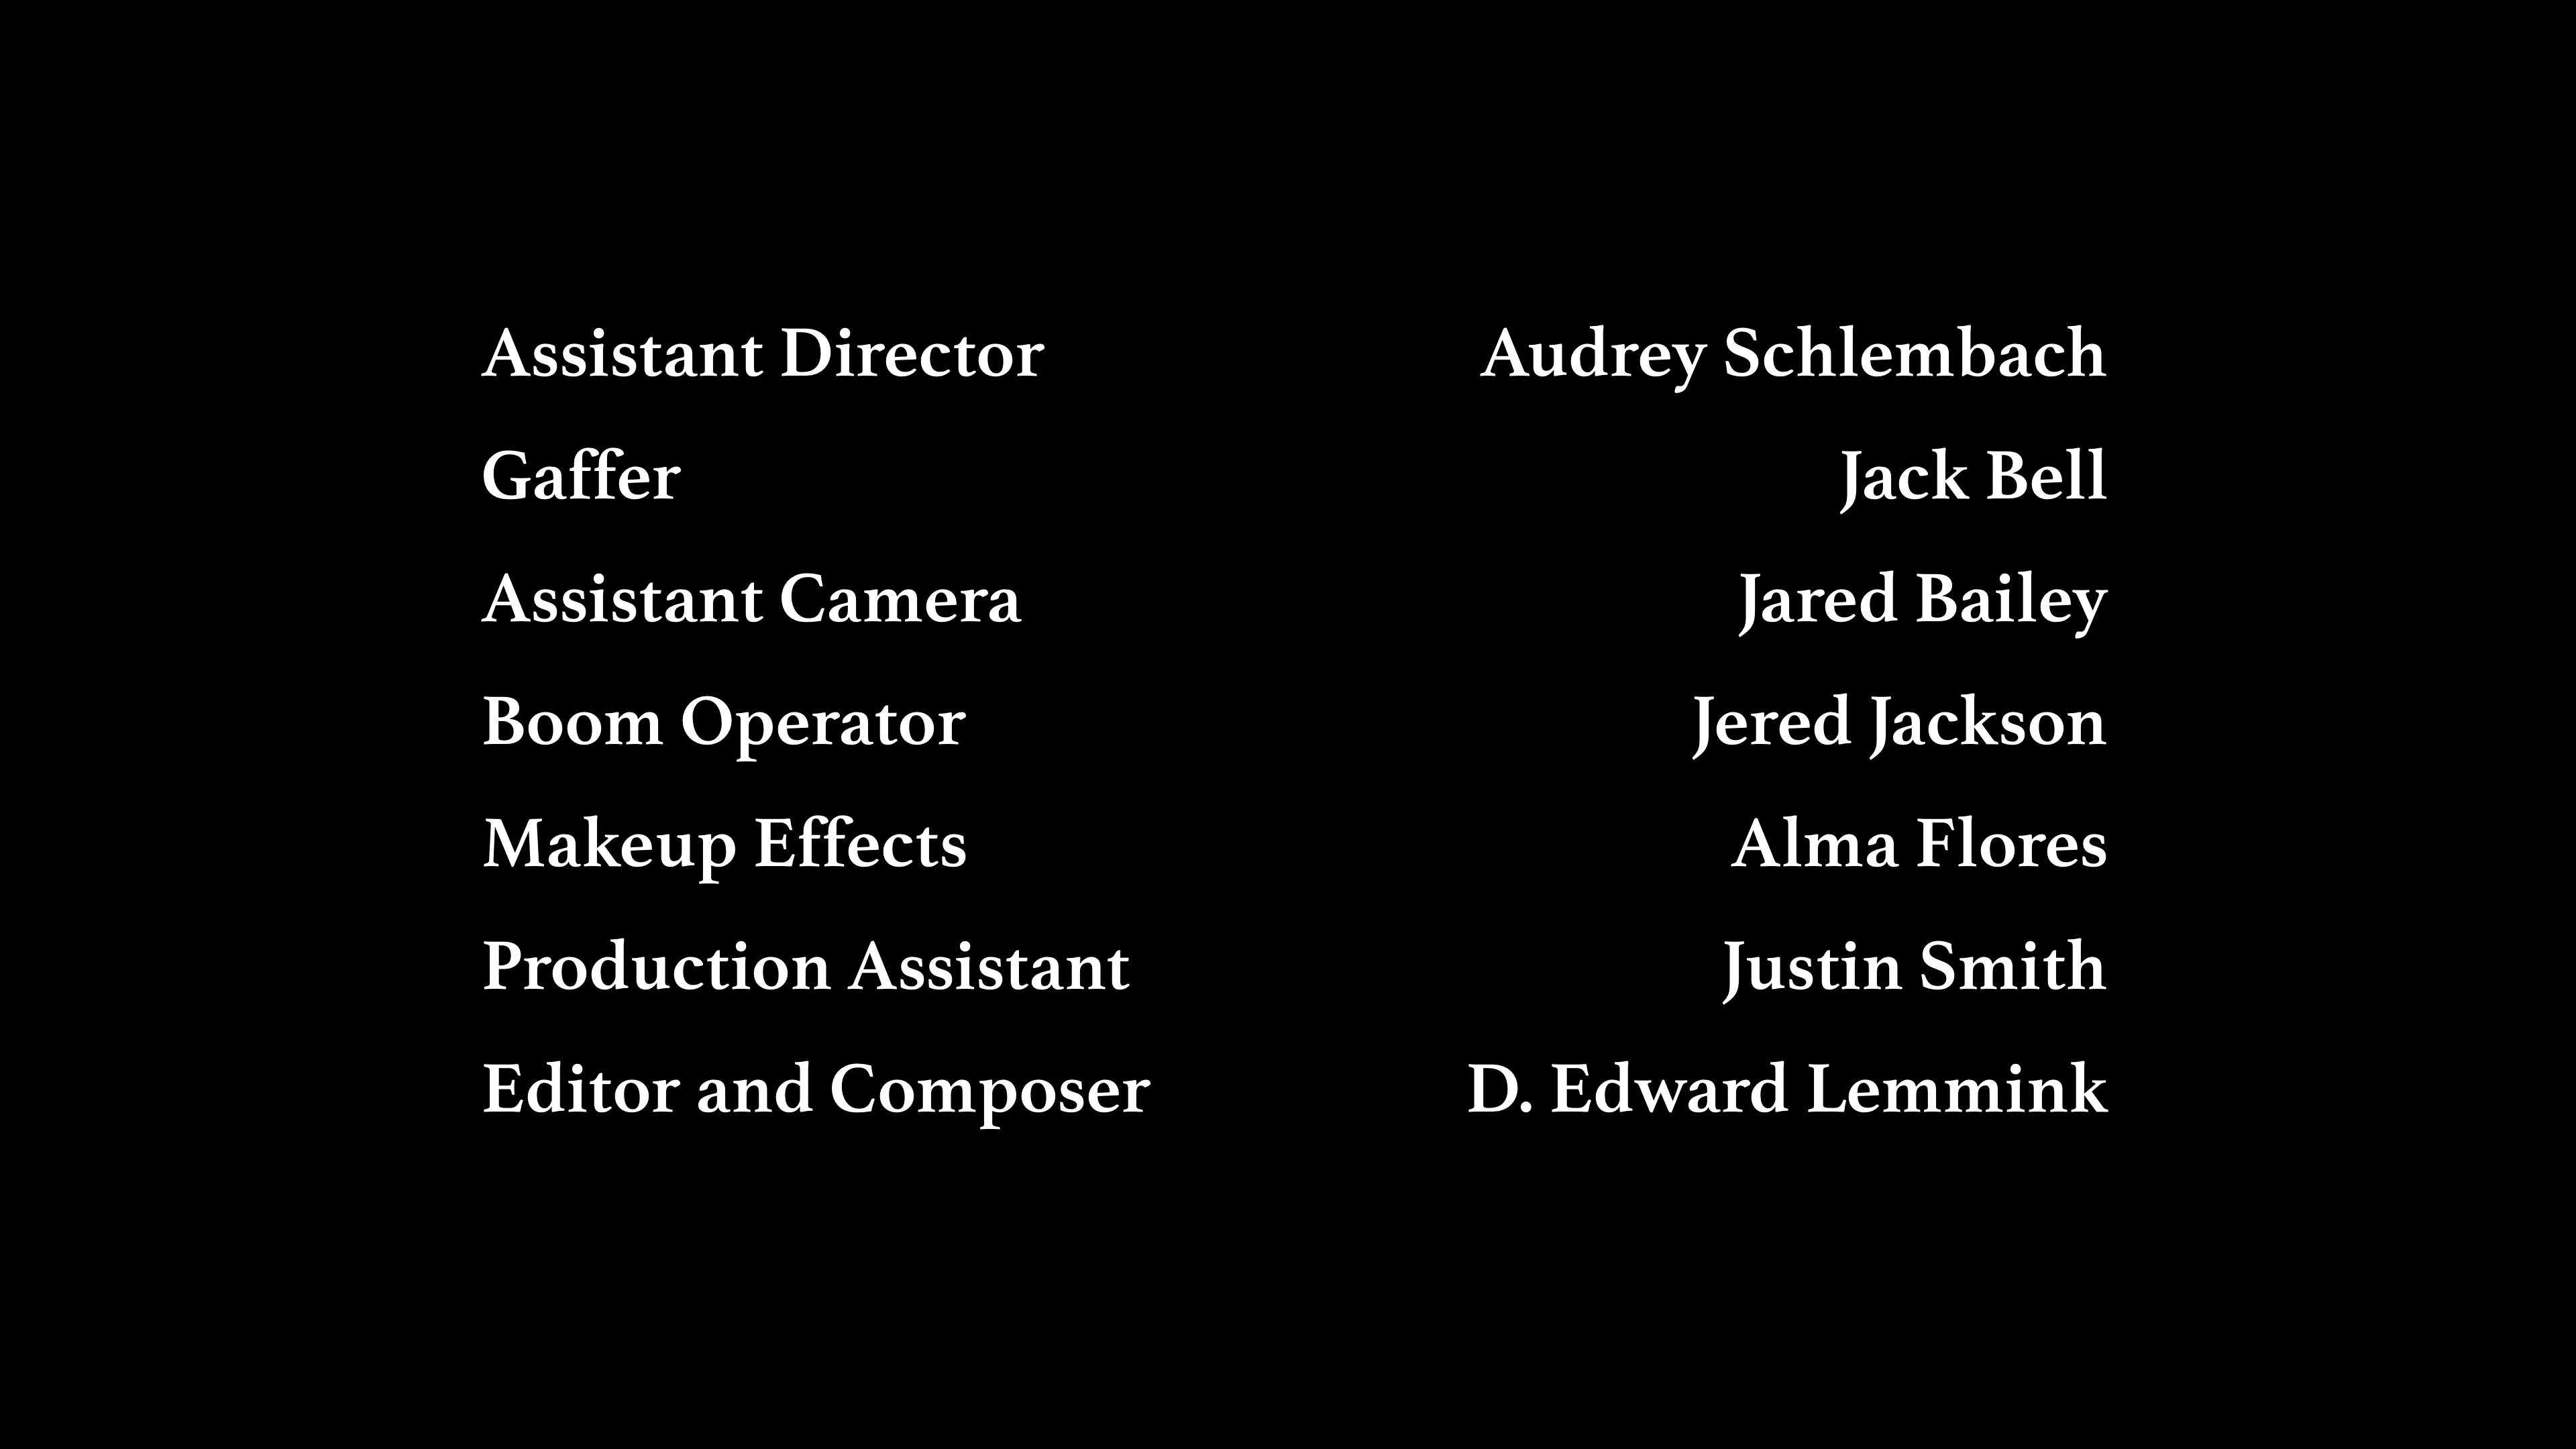 Assistant Director Audrey Schlembach
Gaffer Jack Bell
Assistant Camera Jared Bailey
Boom Operator Jered Jackson
Makeup Effects Alma Flores
Production Assistant Justin Smith
Editor and Composer D. Edward Lemmink